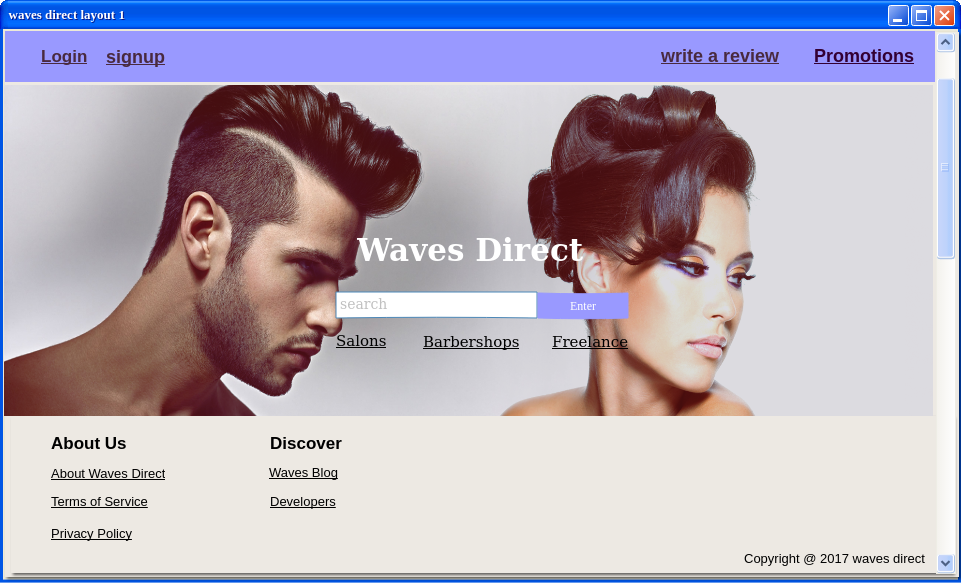 waves direct layout 1
Login signup write a review Promotions
Waves Direct
search Enter
Salons Barbershops Freelance
About Us Discover
About Waves Direct Waves Blog
Terms of Service Developers
Privacy Policy
Copyright @ 2017 waves direct